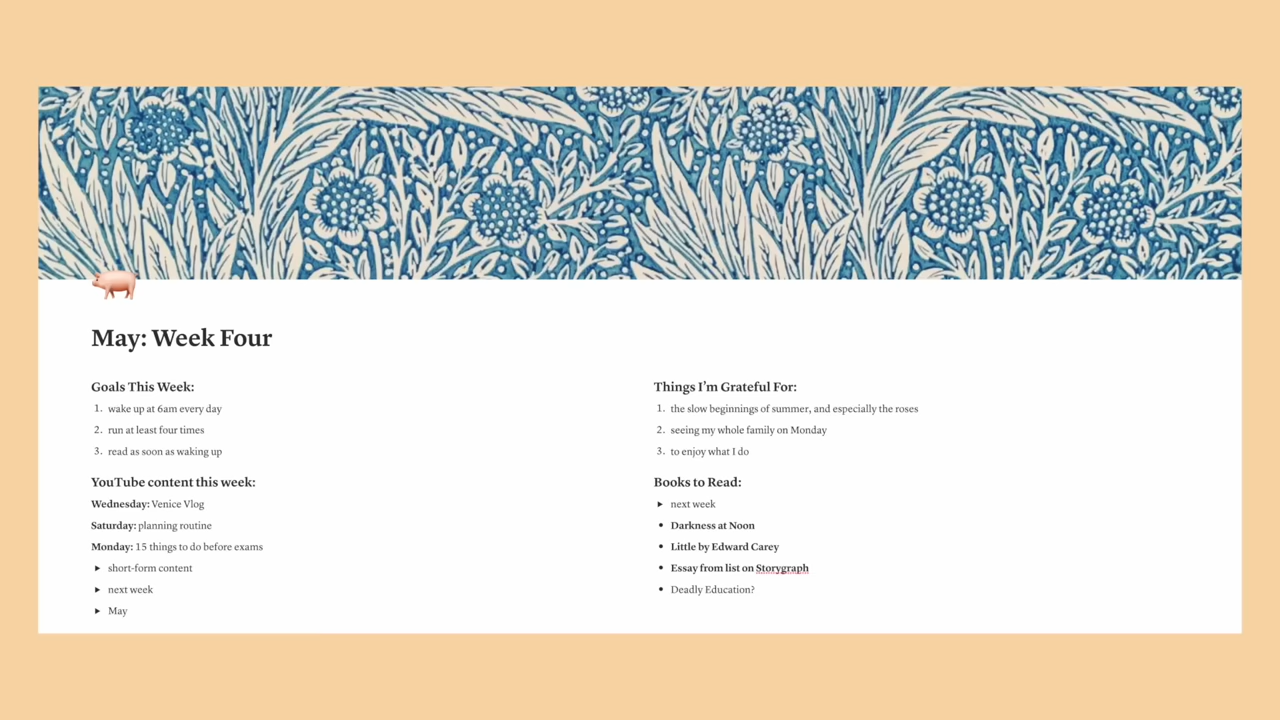 May: Week Four
Goals This Week:
1. wake up at 6am every day
2. run at least four times
3. read as soon as waking up
YouTube content this week:
Wednesday: Venice Vlog
Saturday: planning routine
Monday: 15 things to do before exams
short-form content
next week
May
Things I'm Grateful For:
1. the slow beginnings of summer, and especially the roses
2. seeing my whole family on Monday
3. to enjoy what I do
Books to Read:
next week
Darkness at Noon
Little by Edward Carey
Essay from list on Storygraph
Deadly Education?